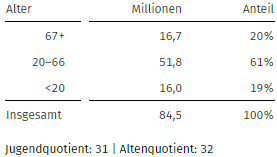 Alter Millionen Anteil
67+ 16,7 20%
20–66 51,8 61%
<20 16,0 19%
Insgesamt 84,5 100%
Jugendquotient: 31 | Altenquotient: 32